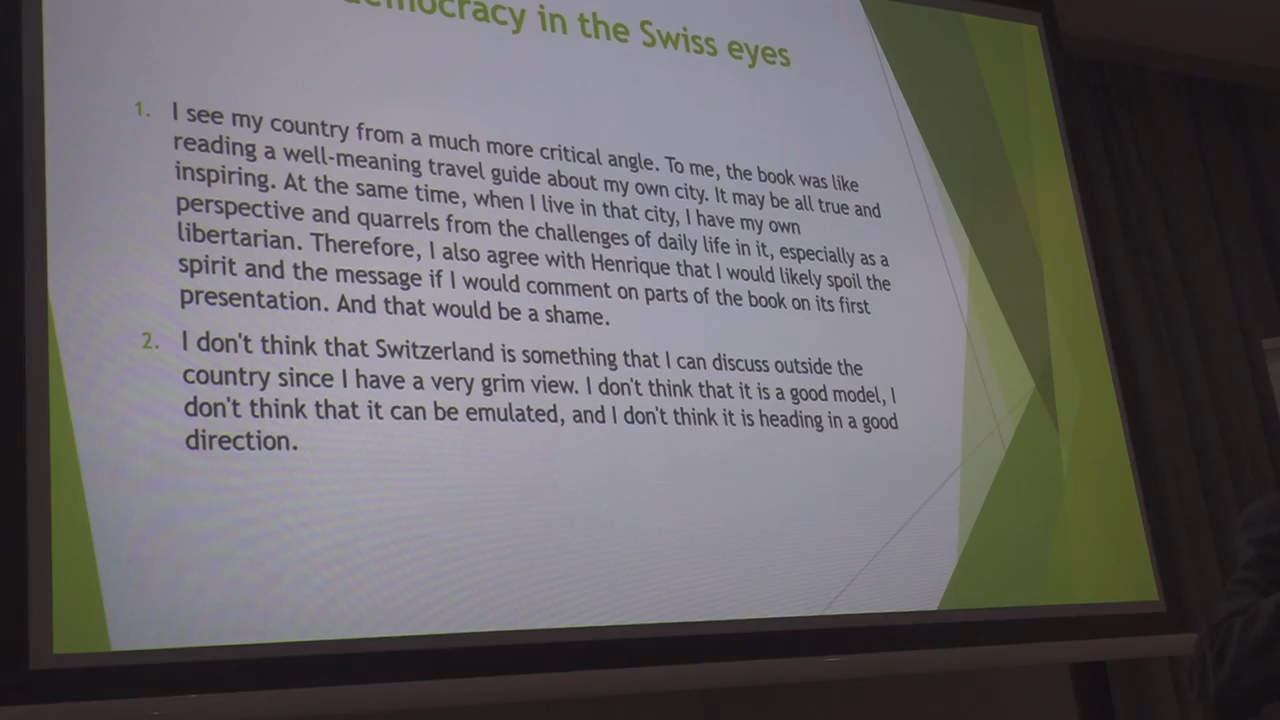 in the Swiss eyes
1. I see my country from a much more critical angle. To me, the book was like
reading a well-meaning travel guide about my own city. It may be all true and
inspiring. At the same time, when I live in that city, I have my own
perspective and quarrels from the challenges of daily life in it, especially as a
libertarian. Therefore, I also agree with Henrique that I would likely spoil the
spirit and the message if I would comment on parts of the book on its first
presentation. And that would be a shame.
2. I don't think that Switzerland is something that I can discuss outside the
country since I have a very grim view. I don't think that it is a good model, I
don't think that it can be emulated, and I don't think it is heading in a good
direction.